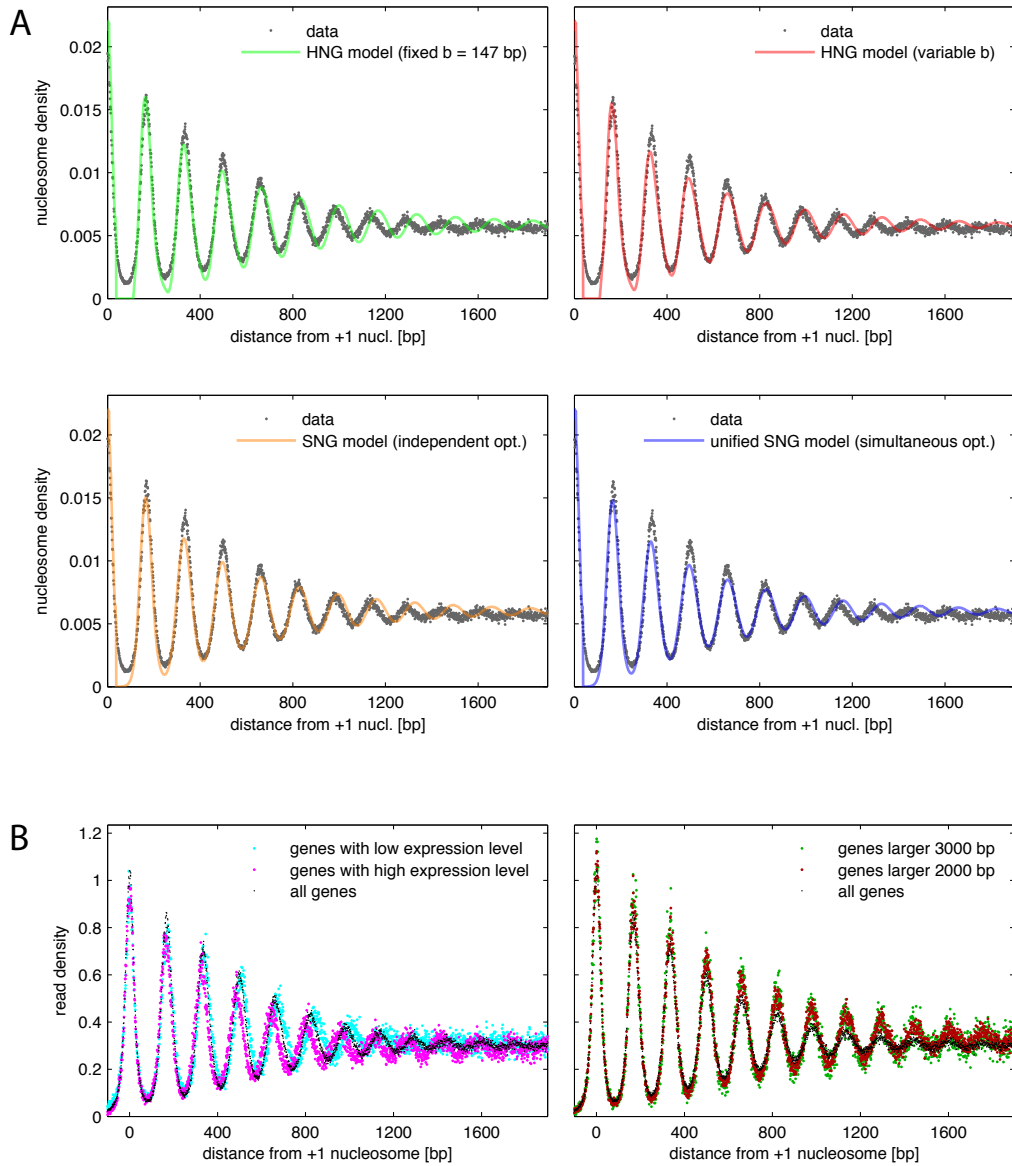 A
data
HNG model (fixed b = 147 bp)
nucleosome density
0.02
0.015
0.01
0.005
0
0 400 800 1200 1600
distance from +1 nucl. [bp]
data
HNG model (variable b)
0 400 800 1200 1600
distance from +1 nucl. [bp]
data
SNG model (independent opt.)
nucleosome density
0.02
0.015
0.01
0.005
0
0 400 800 1200 1600
distance from +1 nucl. [bp]
data
unified SNG model (simultaneous opt.)
0 400 800 1200 1600
distance from +1 nucl. [bp]
B
genes with low expression level
genes with high expression level
all genes
read density
1.2
1
0.8
0.6
0.4
0.2
0
0 400 800 1200 1600
distance from +1 nucleosome [bp]
genes larger 3000 bp
genes larger 2000 bp
all genes
0 400 800 1200 1600
distance from +1 nucleosome [bp]